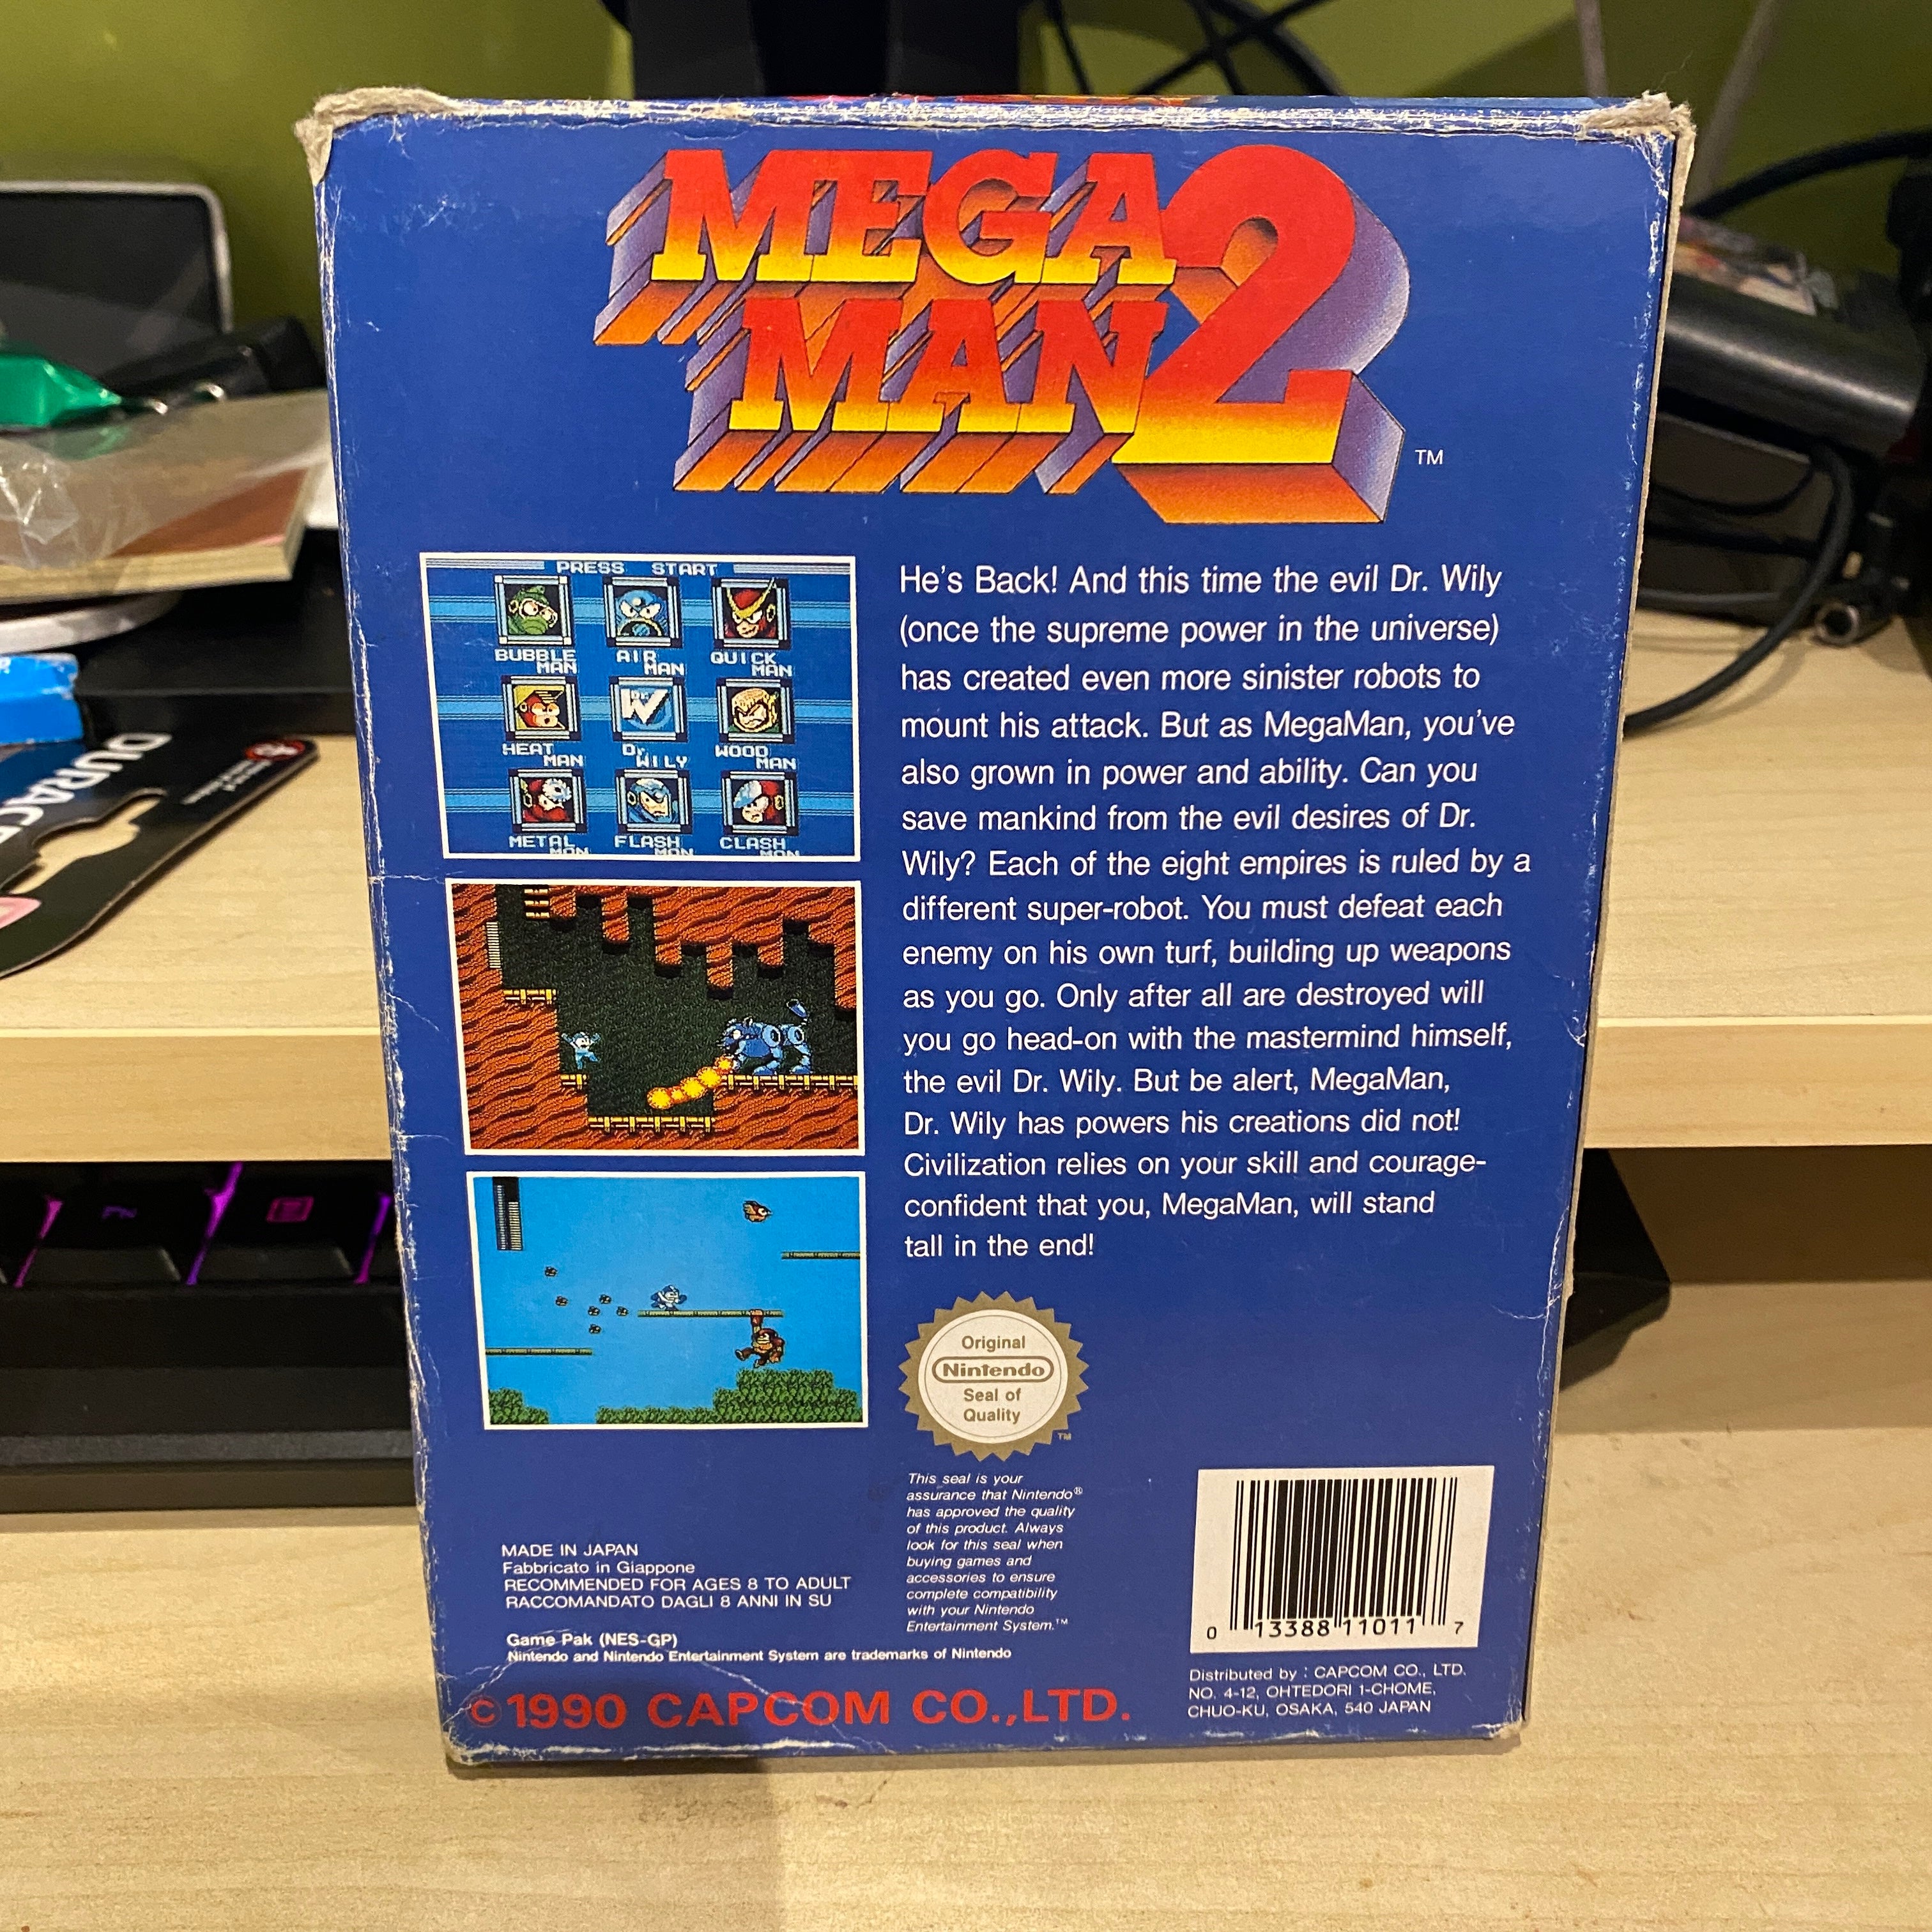 MEGA
MAN 2
TM
PRESS START
BUBBLE
MAN
AIR
MAN
QUICK
MAN
HEAT
MAN
Dr.
W
Dr.
WILY
WOOD
MAN
METAL
MAN
FLASH
MAN
CLASH
MAN
He's Back! And this time the evil Dr. Wily
(once the supreme power in the universe)
has created even more sinister robots to
mount his attack. But as MegaMan, you've
also grown in power and ability. Can you
save mankind from the evil desires of Dr.
Wily? Each of the eight empires is ruled by a
different super-robot. You must defeat each
enemy on his own turf, building up weapons
as you go. Only after all are destroyed will
you go head-on with the mastermind himself,
the evil Dr. Wily. But be alert, MegaMan,
Dr. Wily has powers his creations did not!
Civilization relies on your skill and courage-
confident that you, MegaMan, will stand
tall in the end!
Original
Nintendo
Seal of
Quality
TM
This seal is your
assurance that Nintendo®
has approved the quality
of this product. Always
look for this seal when
buying games and
accessories to ensure
complete compatibility
with your Nintendo
Entertainment System.™
MADE IN JAPAN
Fabbricato in Giappone
RECOMMENDED FOR AGES 8 TO ADULT
RACCOMANDATO DAGLI 8 ANNI IN SU
Game Pak (NES-GP)
Nintendo and Nintendo Entertainment System are trademarks of Nintendo
©1990 CAPCOM CO.,LTD.
0 13388 11011 7
Distributed by : CAPCOM CO., LTD.
NO. 4-12, OHTEDORI 1-CHOME,
CHUO-KU, OSAKA, 540 JAPAN